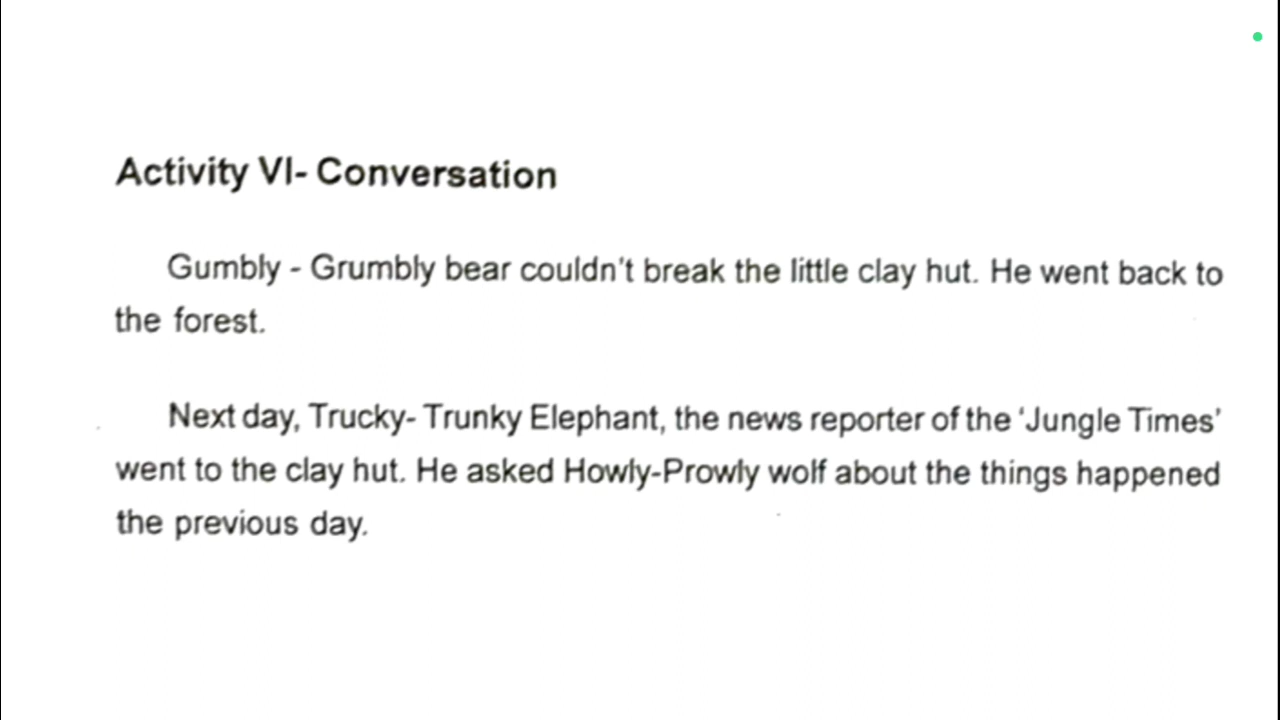 Activity VI- Conversation
Gumbly - Grumbly bear couldn't break the little clay hut. He went back to
the forest.
Next day, Trucky- Trunky Elephant, the news reporter of the 'Jungle Times'
went to the clay hut. He asked Howly-Prowly wolf about the things happened
the previous day.